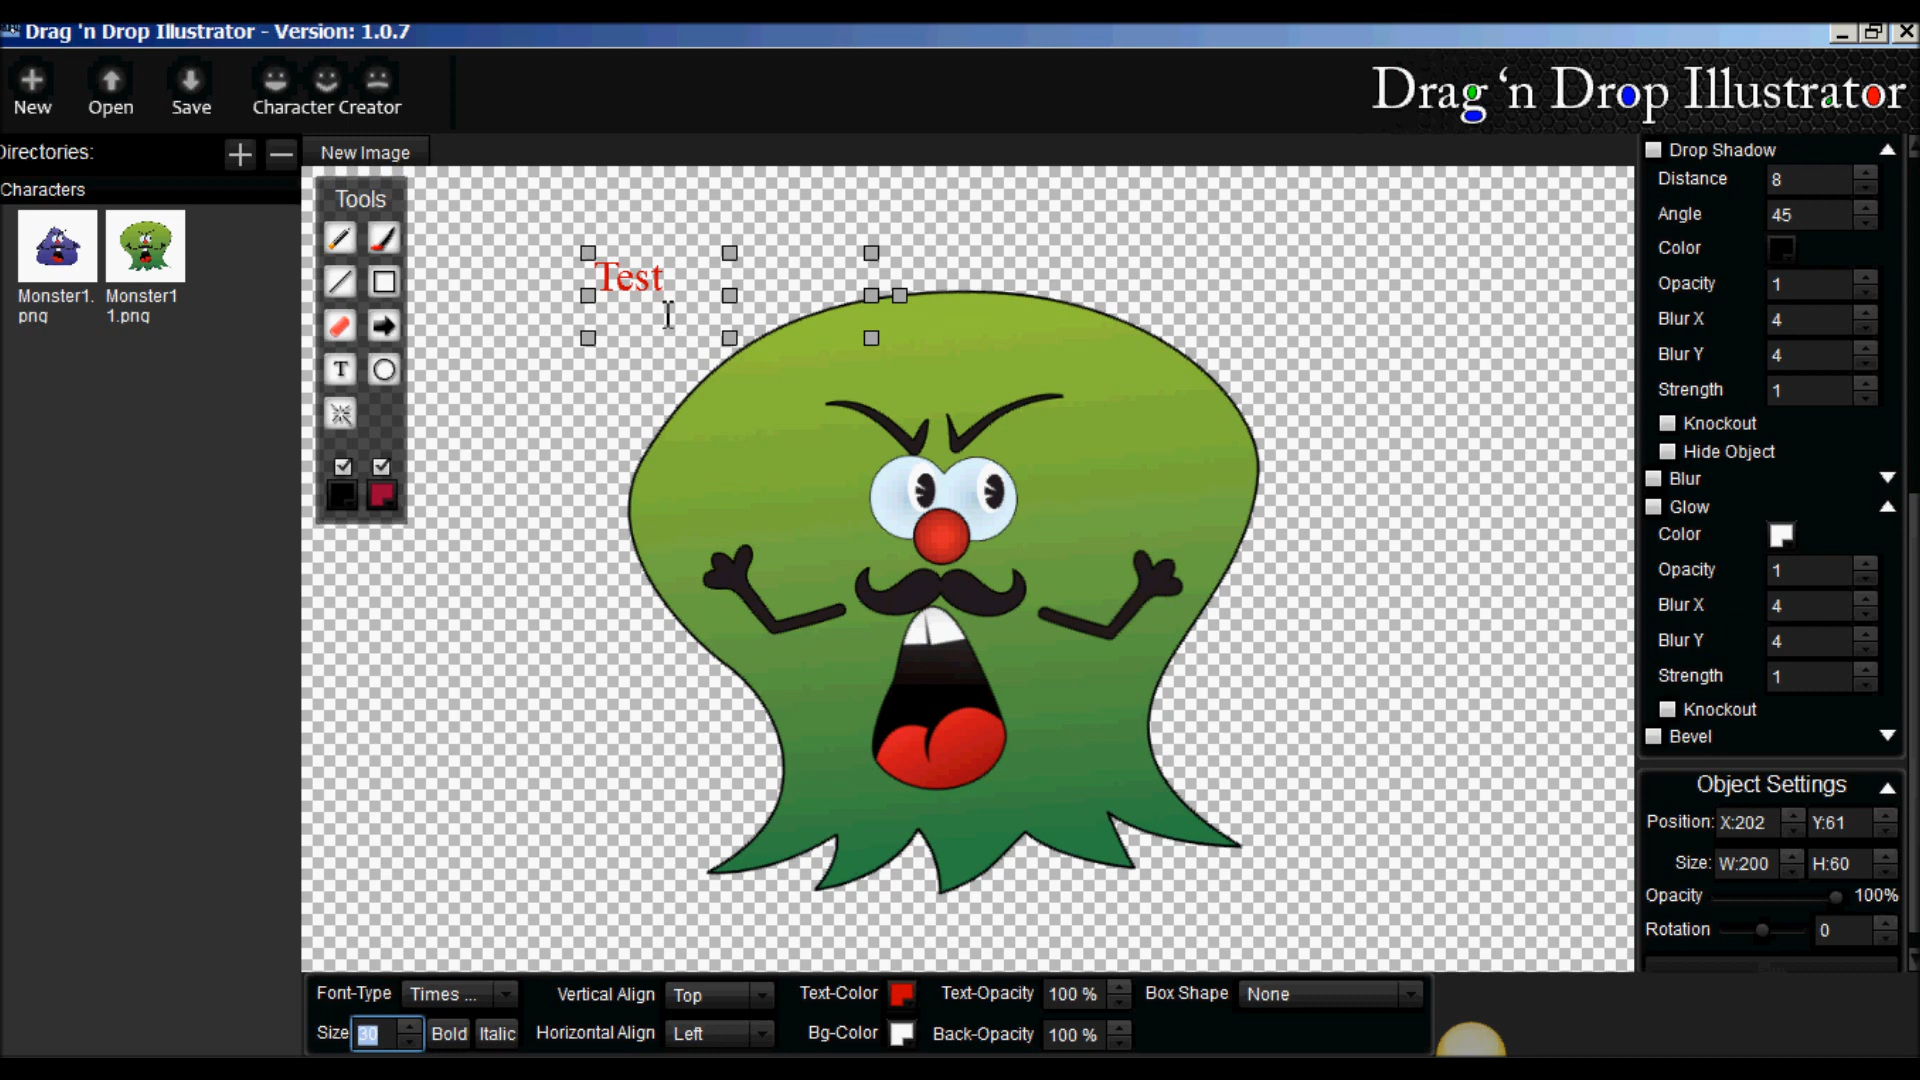 Drag 'n Drop Illustrator - Version: 1.0.7
New
Open
Save
Character Creator
Drag ‘n Drop Illustrator
Directories:
Characters
Monster1.
png
Monster1
1.png
New Image
Tools
T
Test
Drop Shadow
Distance 8
Angle 45
Color
Opacity 1
Blur X 4
Blur Y 4
Strength 1
Knockout
Hide Object
Blur
Glow
Color
Opacity 1
Blur X 4
Blur Y 4
Strength 1
Knockout
Bevel
Object Settings
Position: X:202 Y:61
Size: W:200 H:60
Opacity 100%
Rotation 0
Font-Type Times ... Vertical Align Top Text-Color Text-Opacity 100 % Box Shape None
Size 30 Bold Italic Horizontal Align Left Bg-Color Back-Opacity 100 %